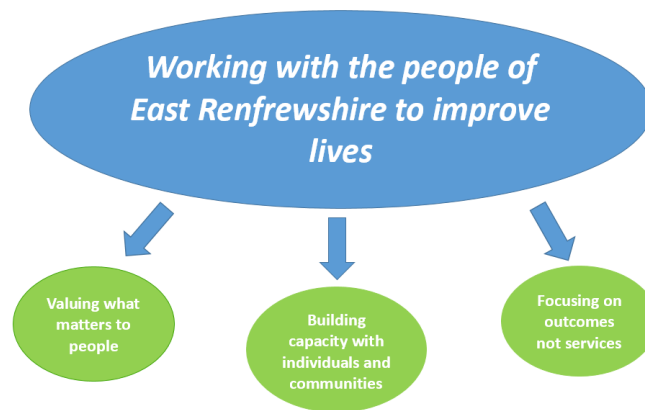 Working with the people of
East Renfrewshire to improve
lives
Valuing what
matters to
people
Building
capacity with
individuals and
communities
Focusing on
outcomes
not services